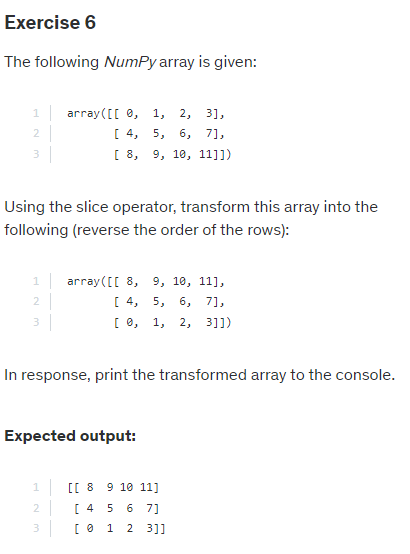 Exercise 6
The following NumPy array is given:
1 array([[ 0, 1, 2, 3],
2 [ 4, 5, 6, 7],
3 [ 8, 9, 10, 11]])
Using the slice operator, transform this array into the
following (reverse the order of the rows):
1 array([[ 8, 9, 10, 11],
2 [ 4, 5, 6, 7],
3 [ 0, 1, 2, 3]])
In response, print the transformed array to the console.
Expected output:
1 [[ 8 9 10 11]
2 [ 4 5 6 7]
3 [ 0 1 2 3]]